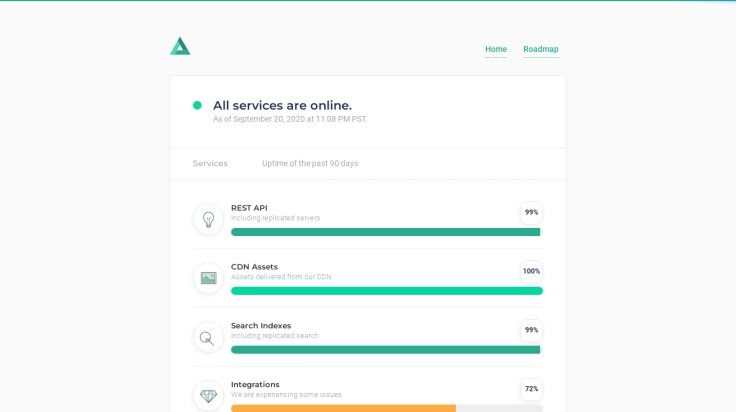 Home Roadmap
All services are online.
As of September 20, 2020 at 11:08 PM PST.
Services Uptime of the past 90 days
REST API
Including replicated servers
99%
CDN Assets
Assets delivered from our CDN
100%
Search Indexes
Including replicated search
99%
Integrations
We are experiencing some issues
72%